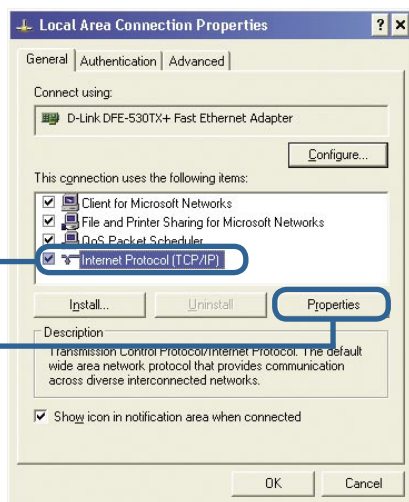 Local Area Connection Properties
General Authentication Advanced
Connect using:
D-Link DFE-530TX+ Fast Ethernet Adapter
Configure...
This connection uses the following items:
Client for Microsoft Networks
File and Printer Sharing for Microsoft Networks
QoS Packet Scheduler
Internet Protocol (TCP/IP)
Install... Uninstall Properties
Description
Transmission Control Protocol/Internet Protocol. The default
wide area network protocol that provides communication
across diverse interconnected networks.
Show icon in notification area when connected
OK Cancel